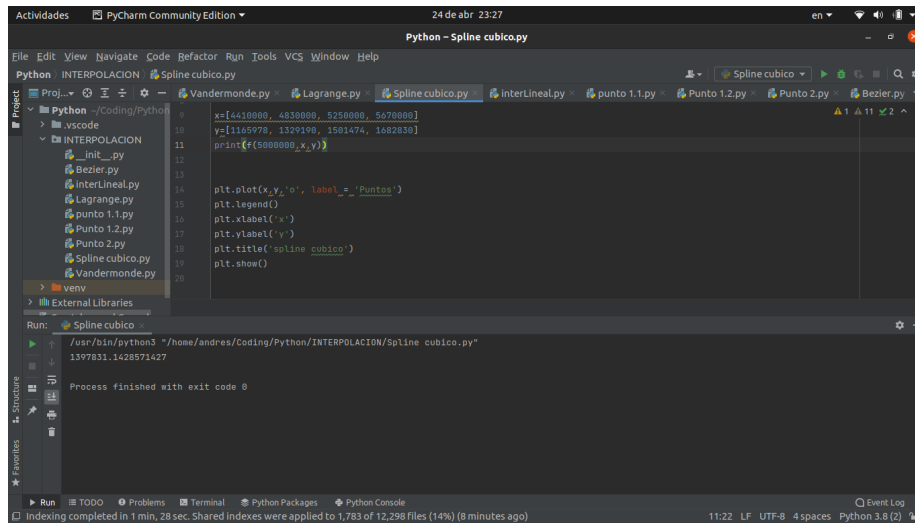 Actividades PyCharm Community Edition 24 de abr 23:27 en
Python – Spline cubico.py
File Edit View Navigate Code Refactor Run Tools VCS Window Help
Python INTERPOLACION Spline cubico.py Spline cubico
Project Proj... Vandermonde.py Lagrange.py Spline cubico.py interLineal.py punto 1.1.py Punto 1.2.py Punto 2.py Bezier.py
Python ~/Coding/Python
.vscode
INTERPOLACION
__init__.py
Bezier.py
interLineal.py
Lagrange.py
punto 1.1.py
Punto 1.2.py
Punto 2.py
Spline cubico.py
Vandermonde.py
venv
External Libraries
9 x=[4410000, 4830000, 5250000, 5670000] 1 11 2
10 y=[1165978, 1329190, 1501474, 1682830]
11 print(f(5000000,x,y))
12
13
14 plt.plot(x,y,'o', label = 'Puntos')
15 plt.legend()
16 plt.xlabel('x')
17 plt.ylabel('y')
18 plt.title('spline cubico')
19 plt.show()
20
Run: Spline cubico
/usr/bin/python3 "/home/andres/Coding/Python/INTERPOLACION/Spline cubico.py"
1397831.1428571427
Process finished with exit code 0
Structure
Favorites
Run TODO Problems Terminal Python Packages Python Console Event Log
Indexing completed in 1 min, 28 sec. Shared indexes were applied to 1,783 of 12,298 files (14%) (8 minutes ago) 11:22 LF UTF-8 4 spaces Python 3.8 (2)